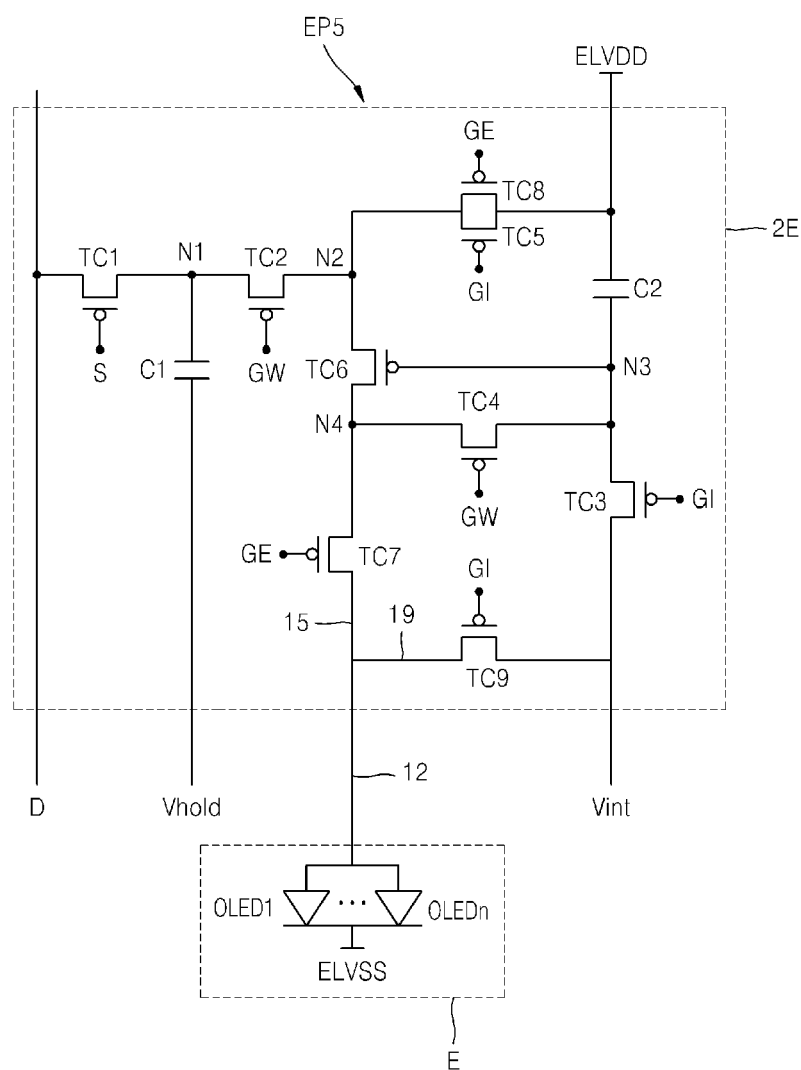 EP5
ELVDD
GE
TC8
2E
TC1
N1
TC2
N2
TC5
GI
C2
S
C1
GW
TC6
N3
TC4
N4
GW
TC3
GI
GE
TC7
GI
15
19
TC9
12
D
Vhold
Vint
OLED1
...
OLEDn
ELVSS
E